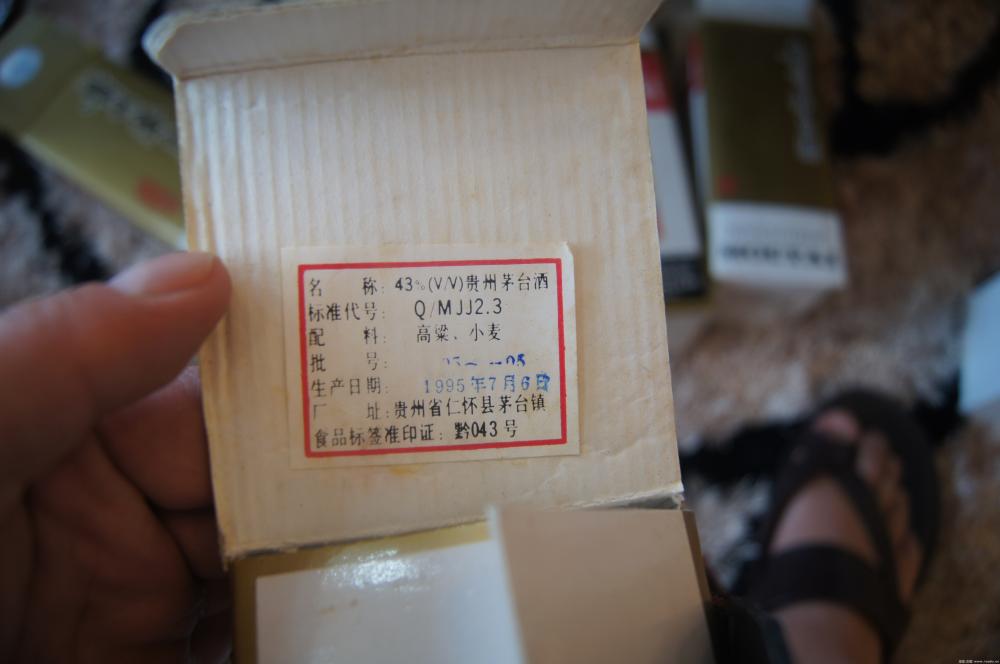 名 称: 43%(V/V)贵州茅台酒
标准代号: Q/MJJ2.3
配 料: 高粱、小麦
批 号:
生产日期: 1995年7月6日
厂 址:贵州省仁怀县茅台镇
食品标签准印证: 黔043号